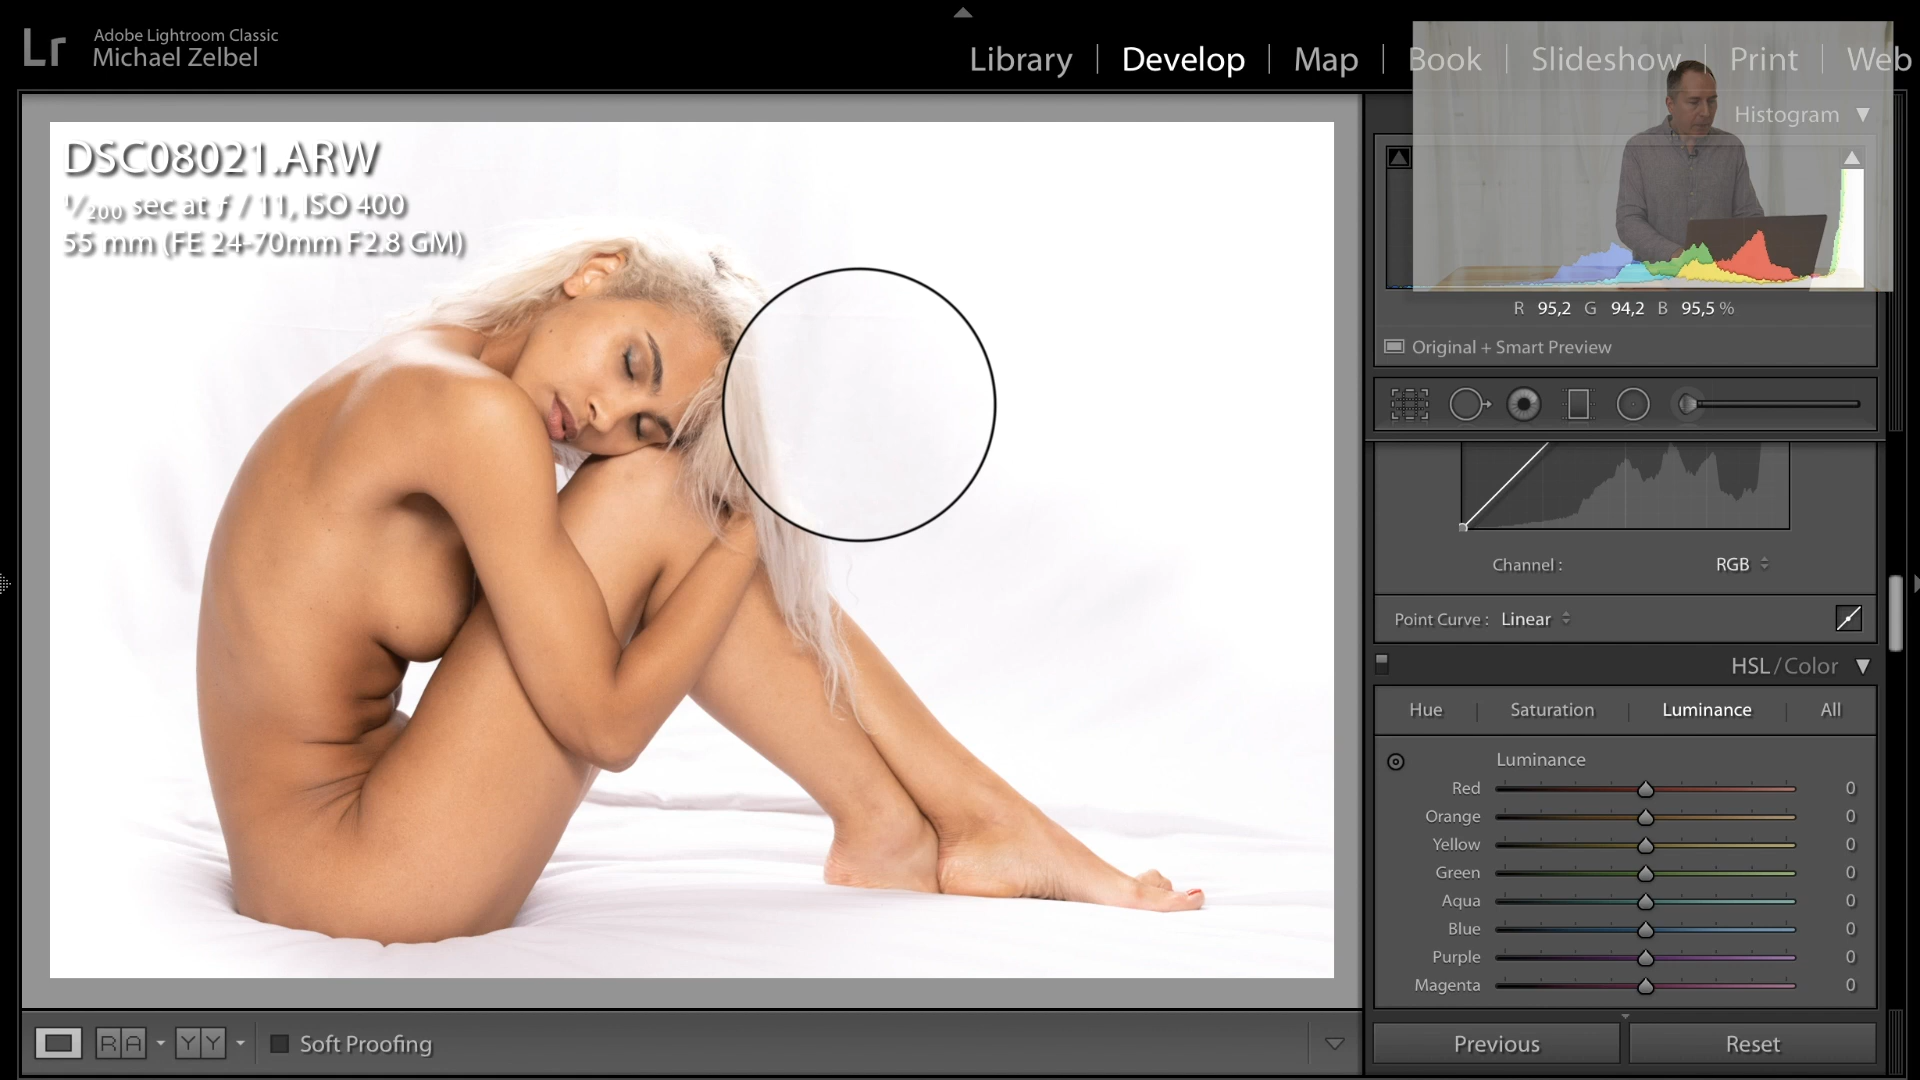 Lr
Adobe Lightroom Classic
Michael Zelbel
Library | Develop | Map | Book | Slideshow | Print | Web
Histogram
DSC08021.ARW
1/200 sec at ƒ / 11, ISO 400
55 mm (FE 24-70mm F2.8 GM)
R 95,2 G 94,2 B 95,5 %
Original + Smart Preview
Channel : RGB
Point Curve : Linear
HSL / Color
Hue | Saturation | Luminance | All
Luminance
Red 0
Orange 0
Yellow 0
Green 0
Aqua 0
Blue 0
Purple 0
Magenta 0
R A Y Y Soft Proofing
Previous Reset